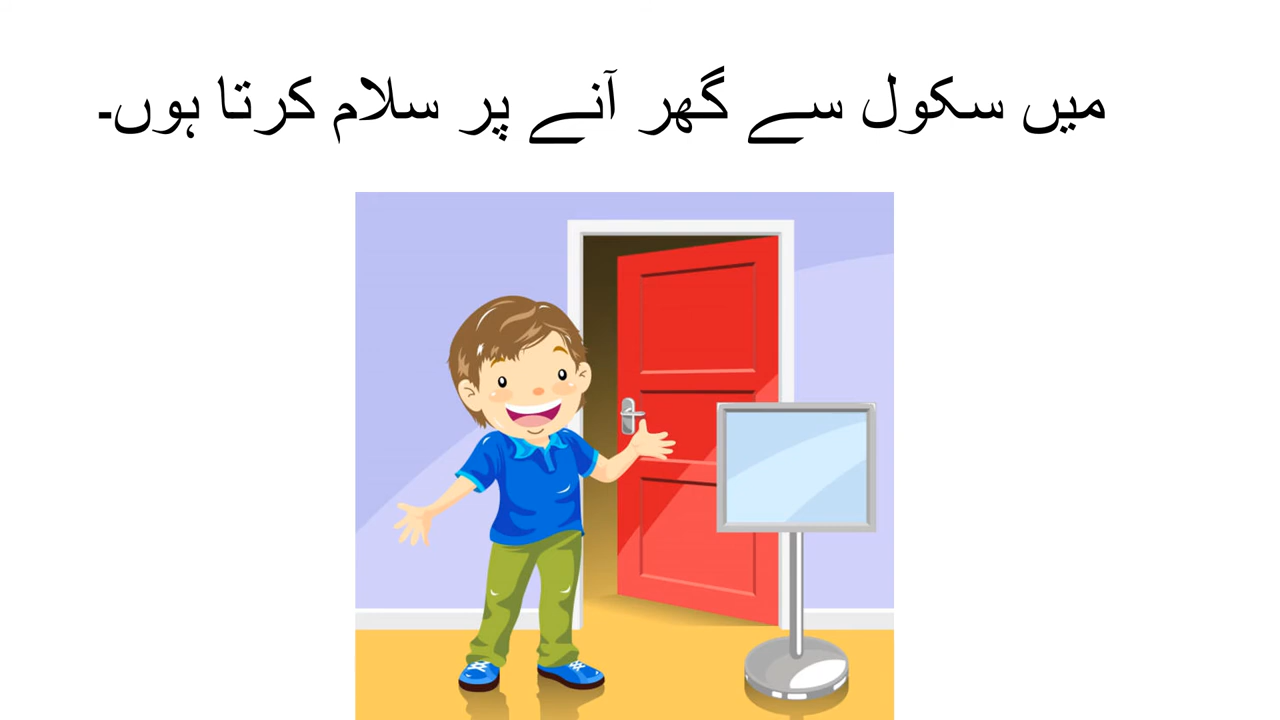 میں سکول سے گھر آنے پر سلام کرتا ہوں۔